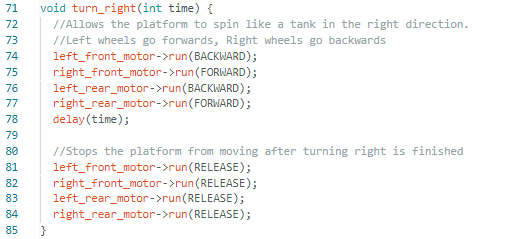 71 void turn_right(int time) {
72 //Allows the platform to spin like a tank in the right direction.
73 //Left wheels go forwards, Right wheels go backwards
74 left_front_motor->run(BACKWARD);
75 right_front_motor->run(FORWARD);
76 left_rear_motor->run(BACKWARD);
77 right_rear_motor->run(FORWARD);
78 delay(time);
79
80 //Stops the platform from moving after turning right is finished
81 left_front_motor->run(RELEASE);
82 right_front_motor->run(RELEASE);
83 left_rear_motor->run(RELEASE);
84 right_rear_motor->run(RELEASE);
85 }